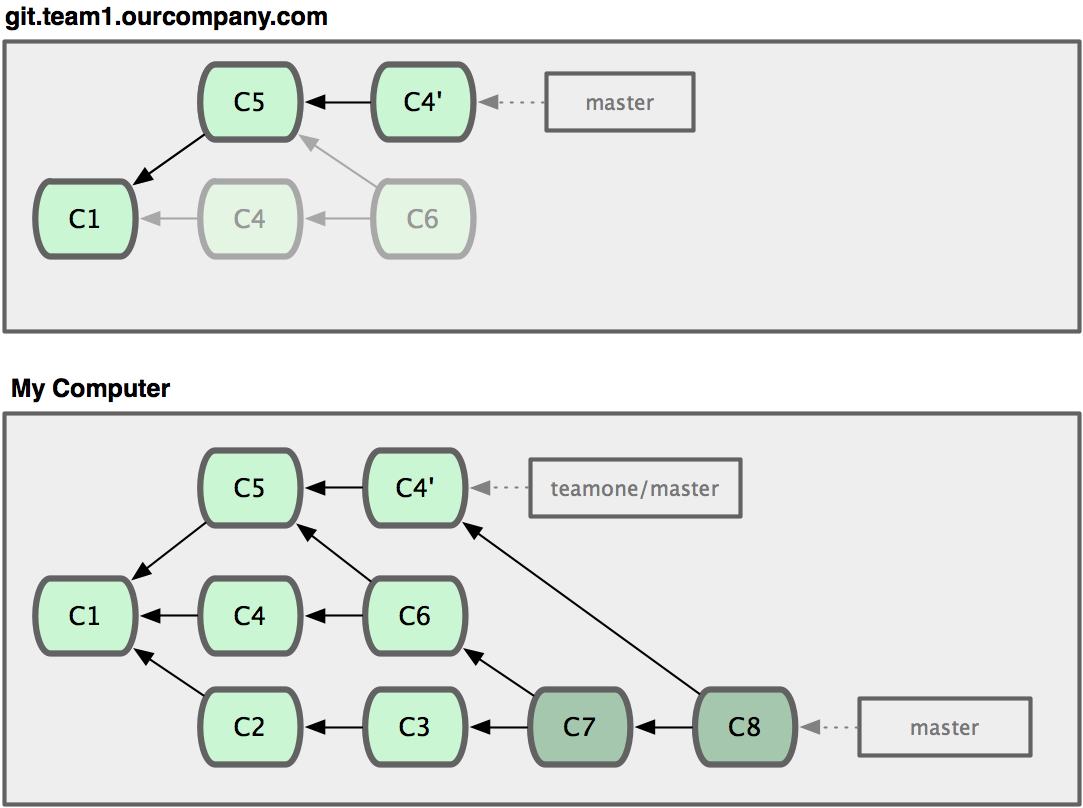 git.team1.ourcompany.com
C5
C4'
master
C1
C4
C6
My Computer
C5
C4'
teamone/master
C1
C4
C6
C2
C3
C7
C8
master